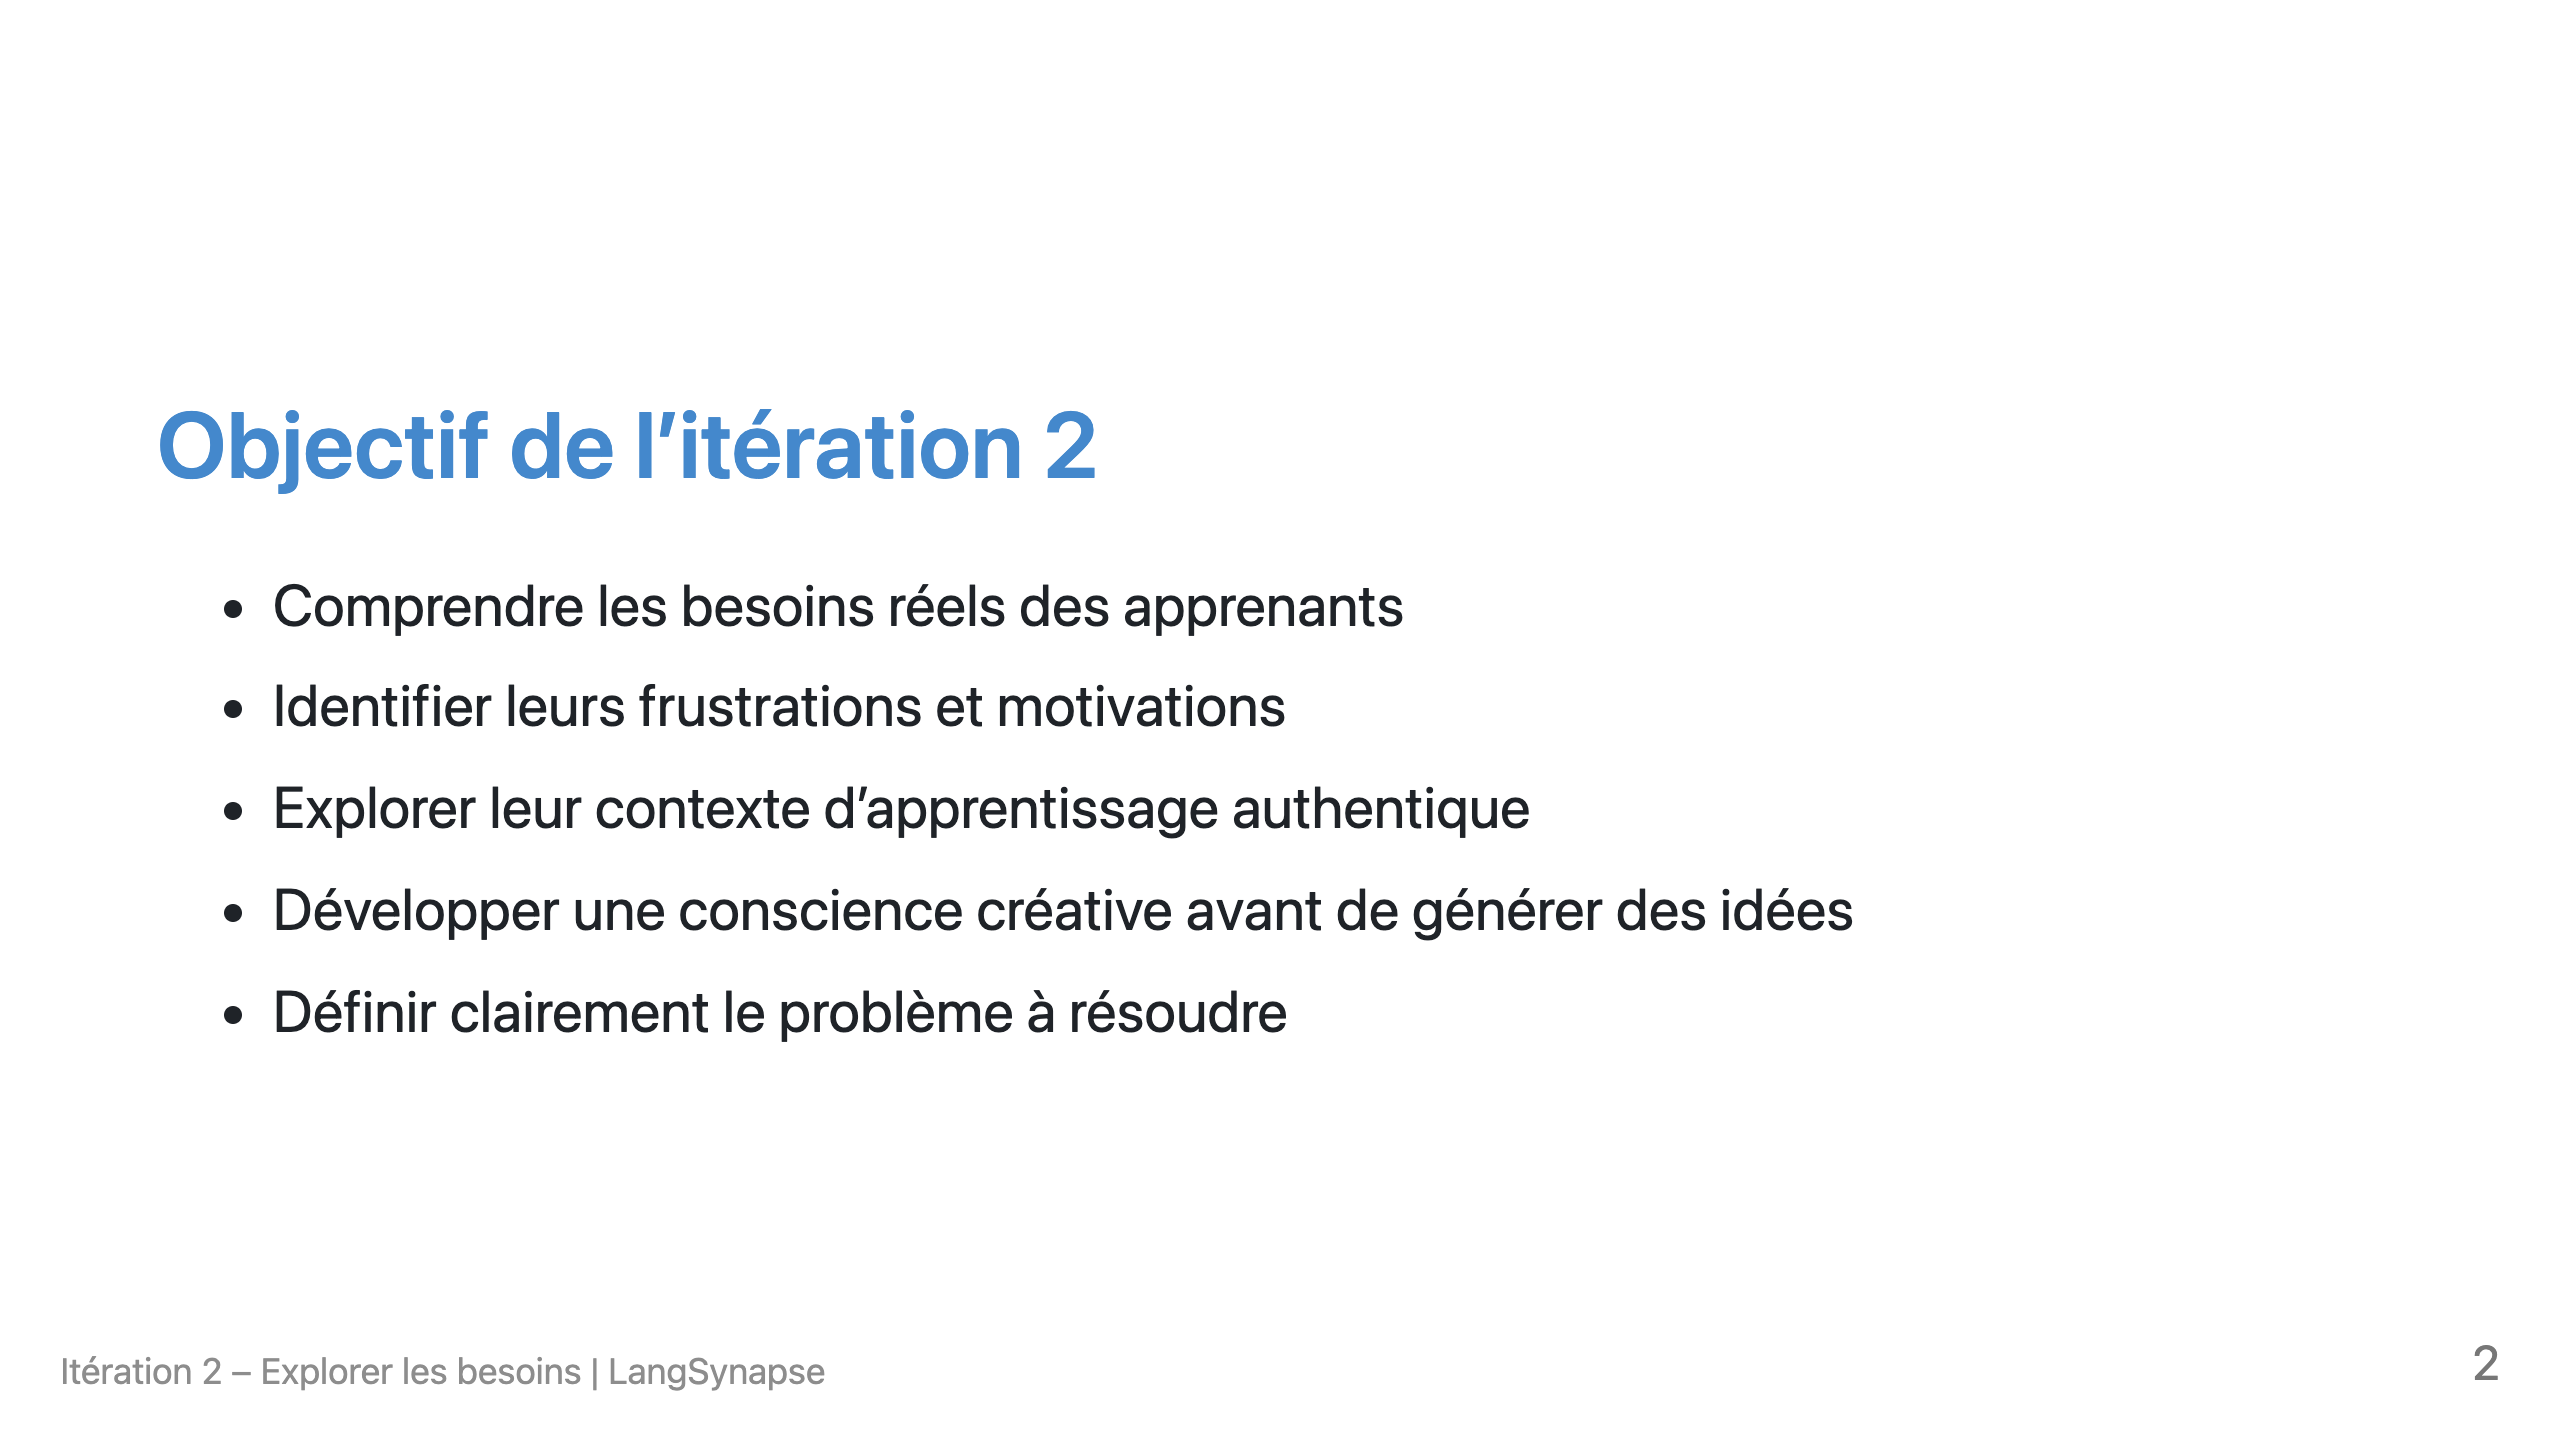 Objectif de l’itération 2
• Comprendre les besoins réels des apprenants
• Identifier leurs frustrations et motivations
• Explorer leur contexte d’apprentissage authentique
• Développer une conscience créative avant de générer des idées
• Définir clairement le problème à résoudre
Itération 2 – Explorer les besoins | LangSynapse
2